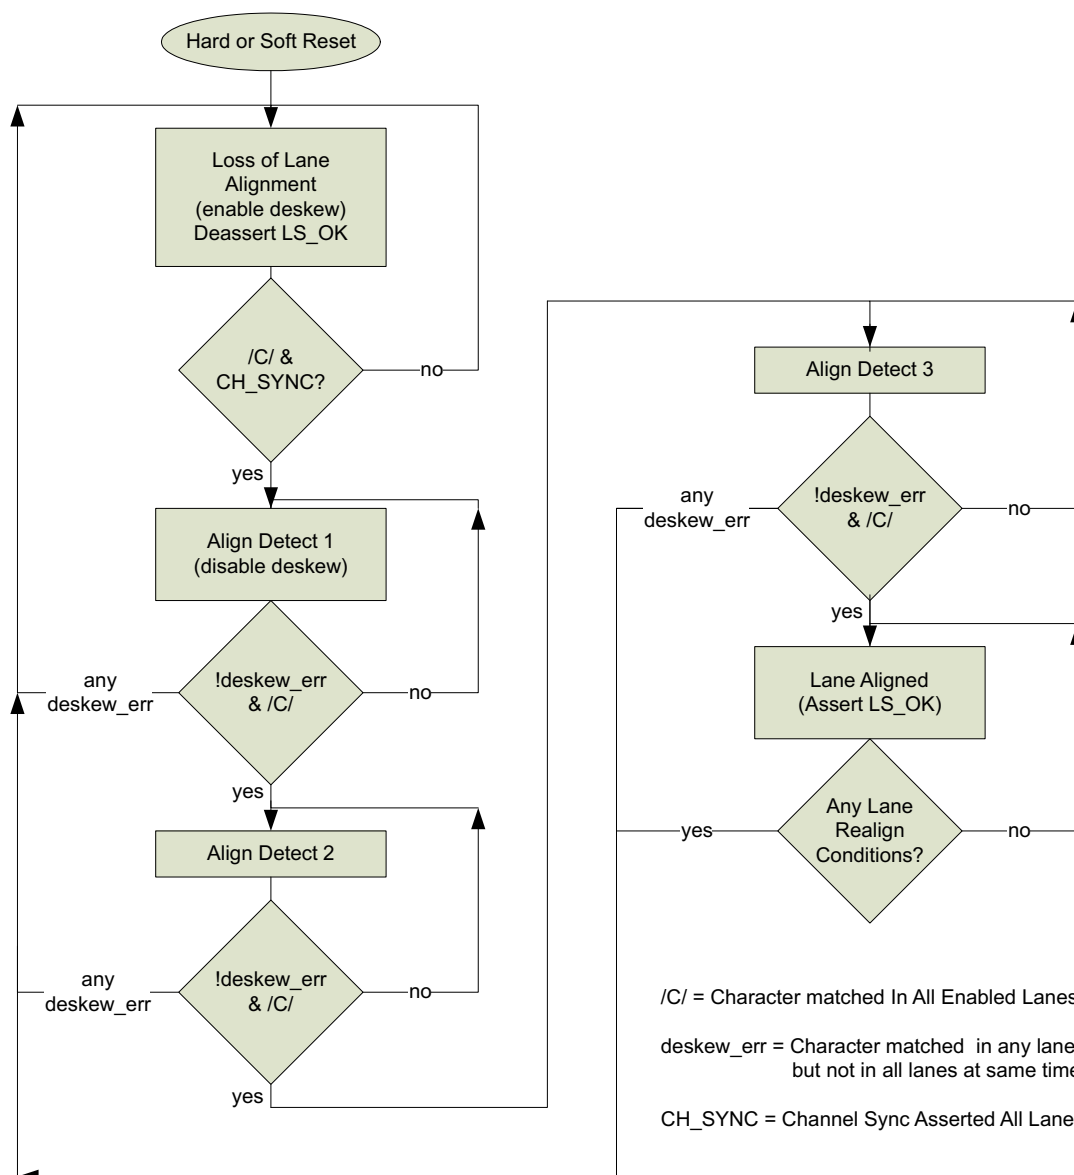 Hard or Soft Reset
Loss of Lane
Alignment
(enable deskew)
Deassert LS_OK
/C/ &
CH_SYNC?
no
yes
Align Detect 1
(disable deskew)
!deskew_err
& /C/
any
deskew_err
no
yes
Align Detect 2
!deskew_err
& /C/
any
deskew_err
no
yes
Align Detect 3
!deskew_err
& /C/
any
deskew_err
no
yes
Lane Aligned
(Assert LS_OK)
Any Lane
Realign
Conditions?
yes
no
/C/ = Character matched In All Enabled Lanes
deskew_err = Character matched in any lane
but not in all lanes at same time
CH_SYNC = Channel Sync Asserted All Lane